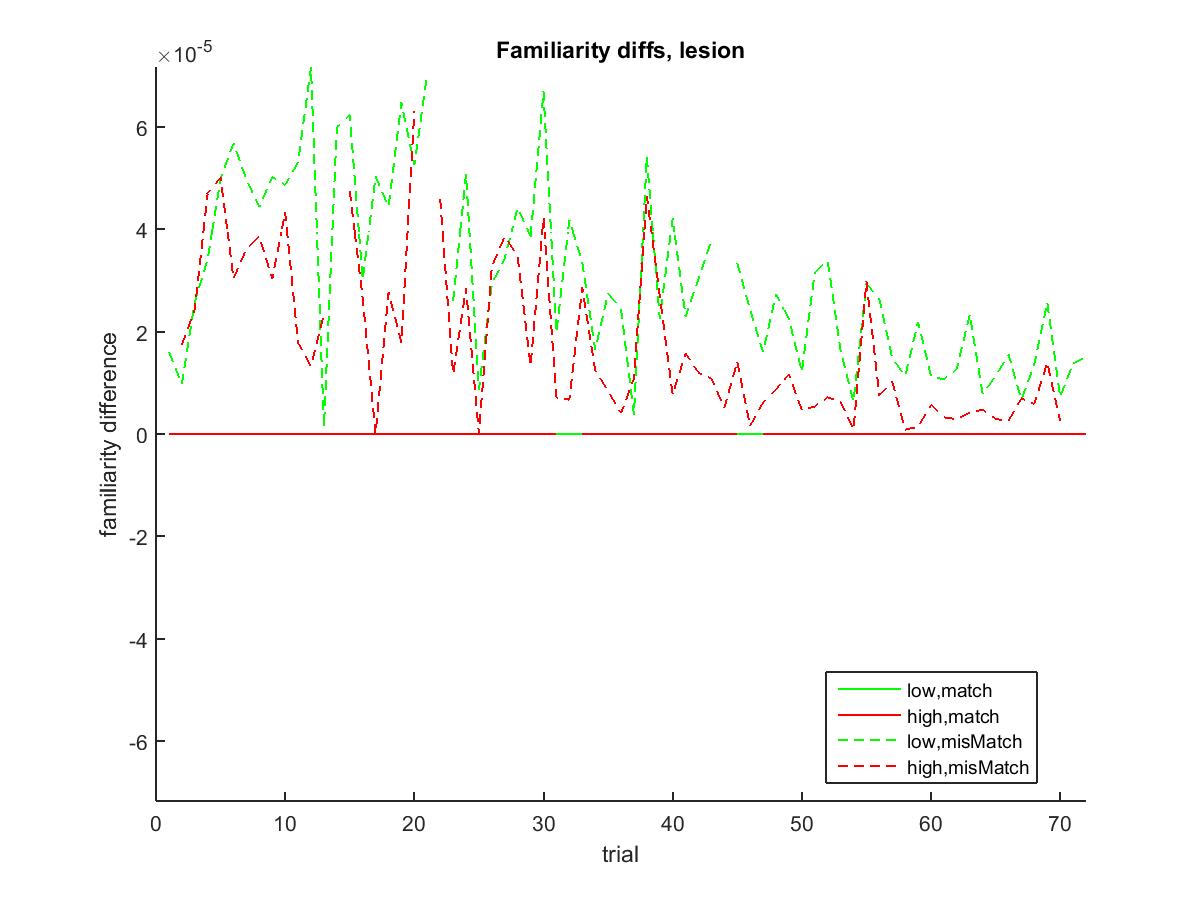 ×10-5
Familiarity diffs, lesion
6
4
2
0
-2
-4
-6
familiarity difference
low,match
high,match
low,misMatch
high,misMatch
0 10 20 30 40 50 60 70
trial